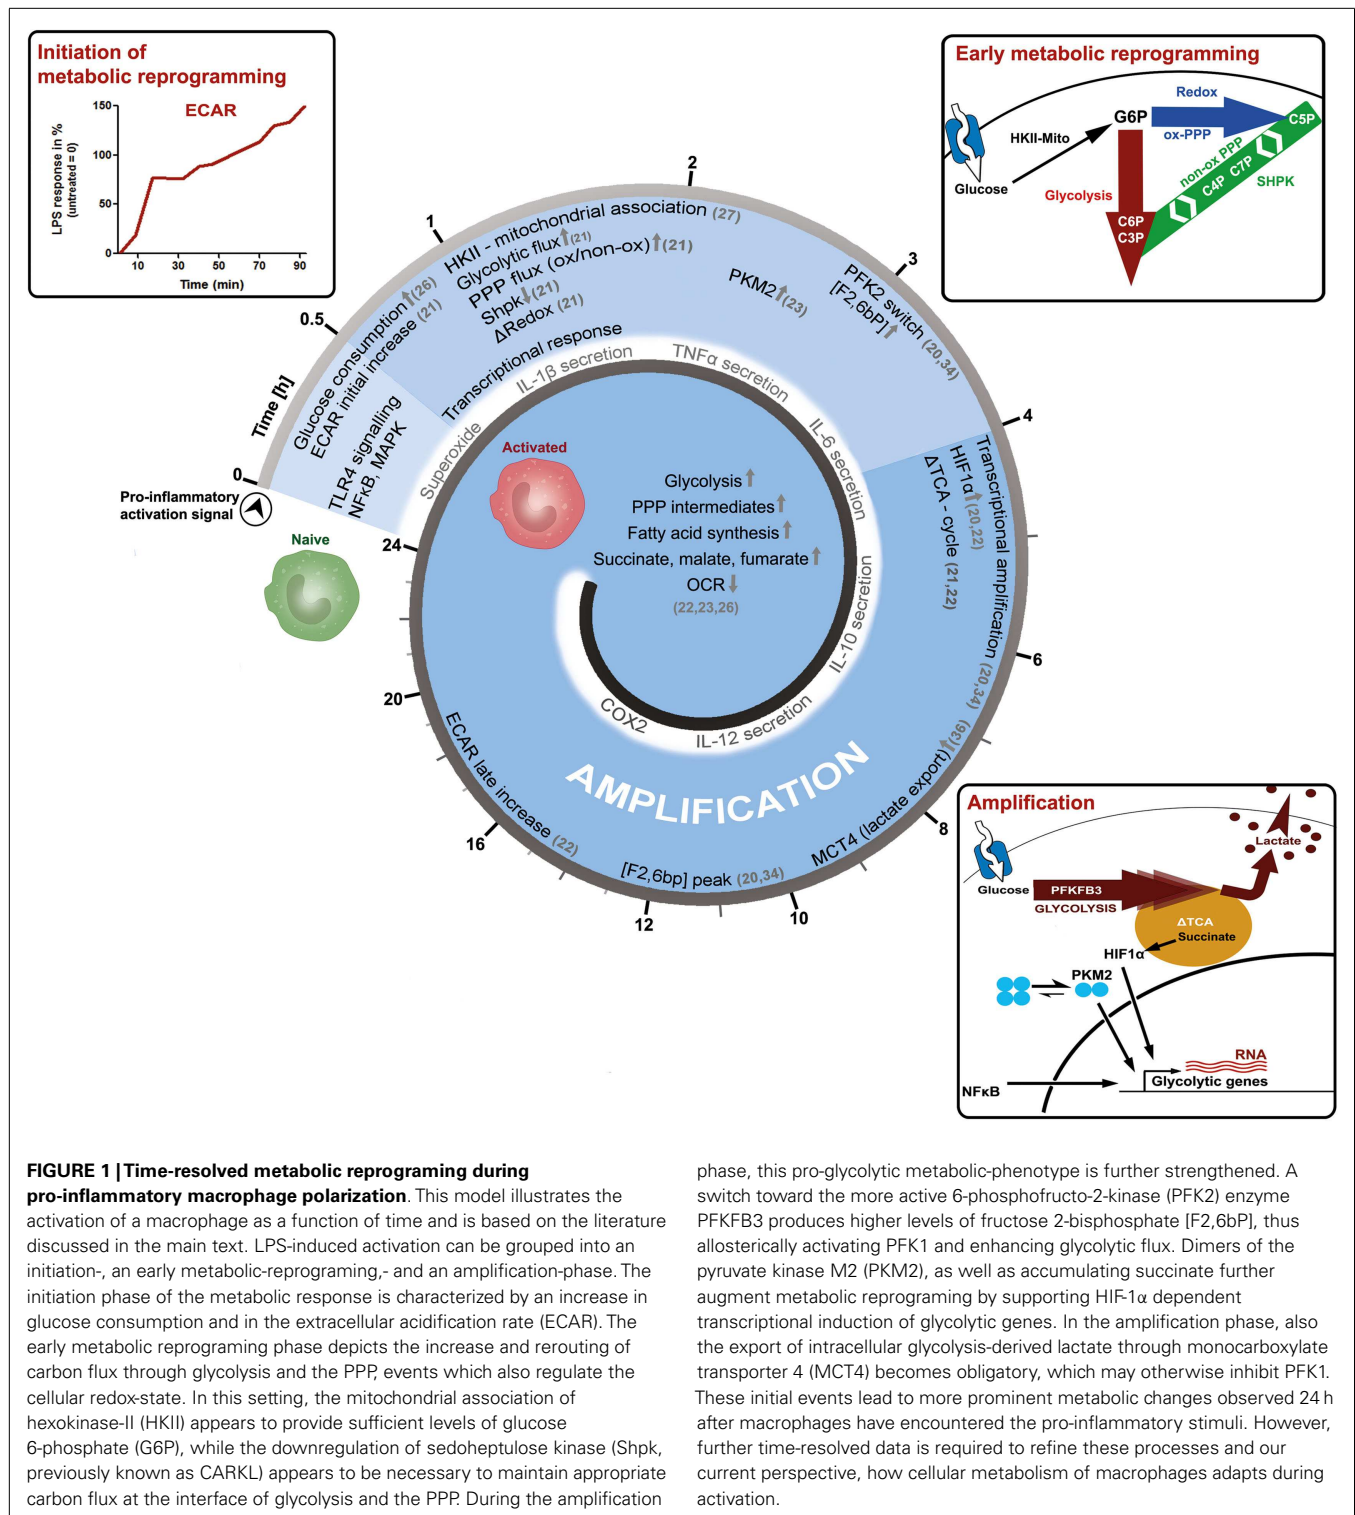 Initiation of
metabolic reprogramming
ECAR
LPS response in %
(untreated = 0)
150
100
50
0
10 30 50 70 90
Time (min)
Early metabolic reprogramming
Redox
G6P
C5P
ox-PPP
HKII-Mito
non-ox PPP
C4P C7P
SHPK
Glucose
Glycolysis
C6P
C3P
Time [h]
0
0.5
1
2
3
4
6
8
10
12
16
20
24
Pro-inflammatory
activation signal
Naive
Glucose consumption (26)
ECAR initial increase (21)
TLR4 signalling
NFκB, MAPK
HKII - mitochondrial association (27)
Glycolytic flux (21)
PPP flux (ox/non-ox) (21)
Shpk (21)
ΔRedox (21)
Transcriptional response
PKM2 (23)
PFK2 switch (20,34)
[F2,6bP]
Superoxide
IL-1β secretion
TNFα secretion
IL-6 secretion
IL-10 secretion
IL-12 secretion
COX2
Transcriptional amplification (20,34)
HIF1α (20,22)
ΔTCA - cycle (21,22)
MCT4 (lactate export) (36)
[F2,6bp] peak (20,34)
ECAR late increase (22)
AMPLIFICATION
Activated
Glycolysis
PPP intermediates
Fatty acid synthesis
Succinate, malate, fumarate
OCR
(22,23,26)
Amplification
Lactate
Glucose
PFKFB3
GLYCOLYSIS
ΔTCA
Succinate
HIF1α
PKM2
RNA
Glycolytic genes
NFκB
FIGURE 1 | Time-resolved metabolic reprograming during
pro-inflammatory macrophage polarization. This model illustrates the
activation of a macrophage as a function of time and is based on the literature
discussed in the main text. LPS-induced activation can be grouped into an
initiation-, an early metabolic-reprograming,- and an amplification-phase. The
initiation phase of the metabolic response is characterized by an increase in
glucose consumption and in the extracellular acidification rate (ECAR). The
early metabolic reprograming phase depicts the increase and rerouting of
carbon flux through glycolysis and the PPP, events which also regulate the
cellular redox-state. In this setting, the mitochondrial association of
hexokinase-II (HKII) appears to provide sufficient levels of glucose
6-phosphate (G6P), while the downregulation of sedoheptulose kinase (Shpk,
previously known as CARKL) appears to be necessary to maintain appropriate
carbon flux at the interface of glycolysis and the PPP. During the amplification
phase, this pro-glycolytic metabolic-phenotype is further strengthened. A
switch toward the more active 6-phosphofructo-2-kinase (PFK2) enzyme
PFKFB3 produces higher levels of fructose 2-bisphosphate [F2,6bP], thus
allosterically activating PFK1 and enhancing glycolytic flux. Dimers of the
pyruvate kinase M2 (PKM2), as well as accumulating succinate further
augment metabolic reprograming by supporting HIF-1α dependent
transcriptional induction of glycolytic genes. In the amplification phase, also
the export of intracellular glycolysis-derived lactate through monocarboxylate
transporter 4 (MCT4) becomes obligatory, which may otherwise inhibit PFK1.
These initial events lead to more prominent metabolic changes observed 24 h
after macrophages have encountered the pro-inflammatory stimuli. However,
further time-resolved data is required to refine these processes and our
current perspective, how cellular metabolism of macrophages adapts during
activation.